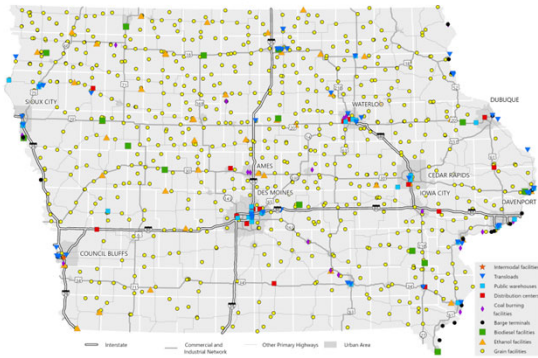 DUBUQUE
SIOUX CITY
WATERLOO
AMES
CEDAR RAPIDS
DES MOINES
IOWA CITY
DAVENPORT
COUNCIL BLUFFS
Intermodal facilities
Transloads
Public warehouses
Distribution centers
Coal burning
facilities
Barge terminals
Biodiesel facilities
Ethanol facilities
Grain facilities
Interstate
Commercial and
Industrial Network
Other Primary Highways
Urban Area